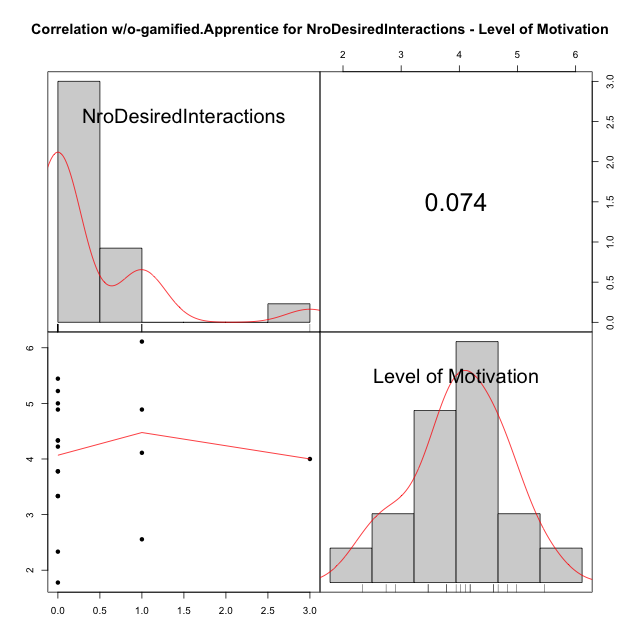 Correlation w/o-gamified.Apprentice for NroDesiredInteractions - Level of Motivation
2 3 4 5 6
NroDesiredInteractions
0.074
3.0
2.5
2.0
1.5
1.0
0.5
0.0
6
5
4
3
2
Level of Motivation
0.0 0.5 1.0 1.5 2.0 2.5 3.0